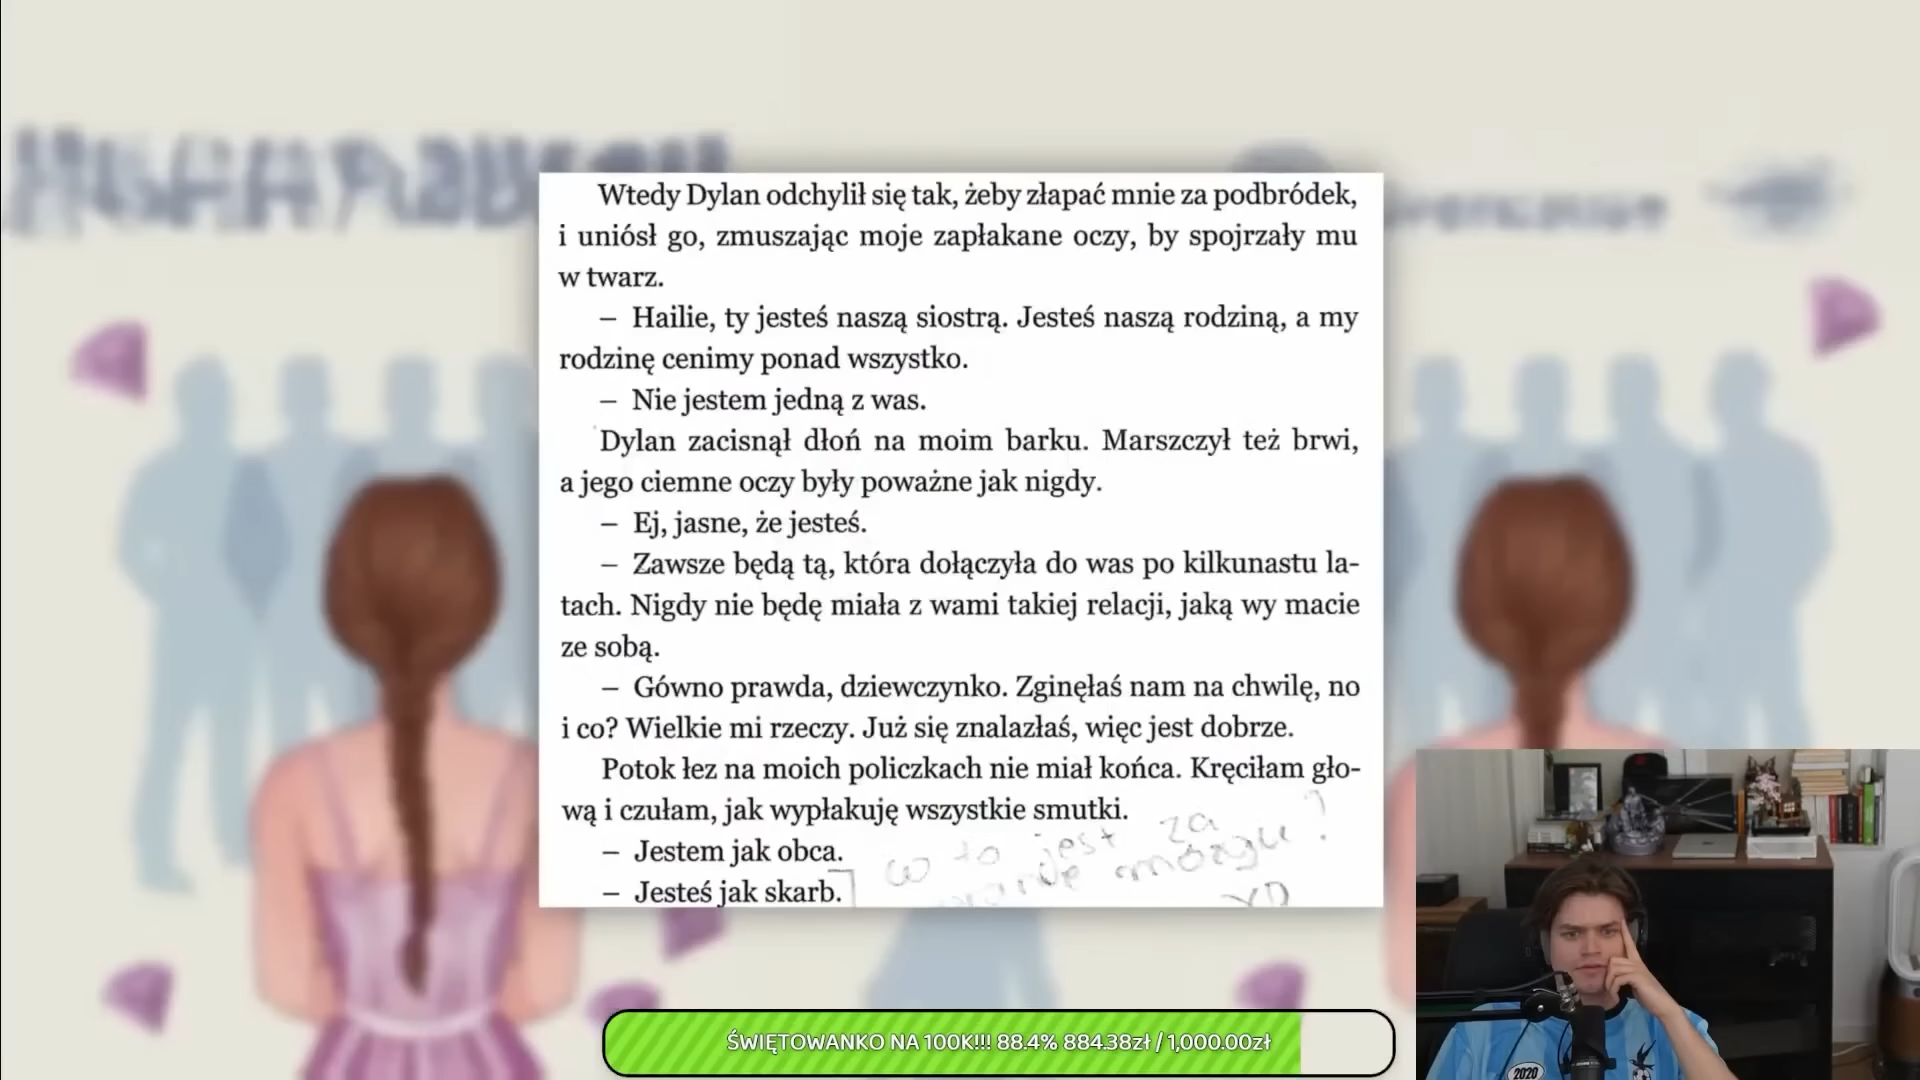 Wtedy Dylan odchylił się tak, żeby złapać mnie za podbródek,
i uniósł go, zmuszając moje zapłakane oczy, by spojrzały mu
w twarz.
– Hailie, ty jesteś naszą siostrą. Jesteś naszą rodziną, a my
rodzinę cenimy ponad wszystko.
– Nie jestem jedną z was.
Dylan zacisnął dłoń na moim barku. Marszczył też brwi,
a jego ciemne oczy były poważne jak nigdy.
– Ej, jasne, że jesteś.
– Zawsze będą tą, która dołączyła do was po kilkunastu la-
tach. Nigdy nie będę miała z wami takiej relacji, jaką wy macie
ze sobą.
– Gówno prawda, dziewczynko. Zginęłaś nam na chwilę, no
i co? Wielkie mi rzeczy. Już się znalazłaś, więc jest dobrze.
Potok łez na moich policzkach nie miał końca. Kręciłam gło-
wą i czułam, jak wypłakuję wszystkie smutki.
– Jestem jak obca.
– Jesteś jak skarb.
co to jest za
mózgu?
XD
ŚWIĘTOWANKO NA 100K!!! 88.4% 884.38zł / 1,000.00zł
2020